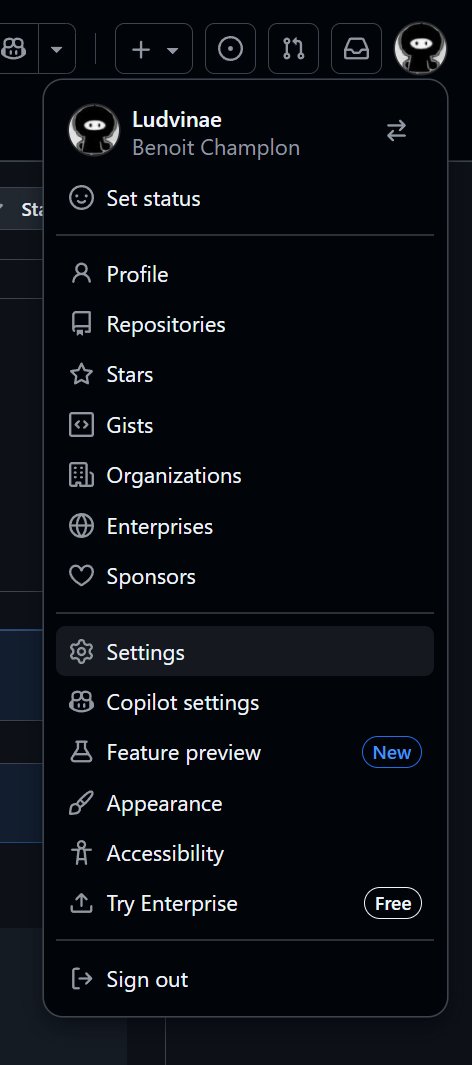 Ludvinae
Benoit Champlon
Set status
Profile
Repositories
Stars
Gists
Organizations
Enterprises
Sponsors
Settings
Copilot settings
Feature preview New
Appearance
Accessibility
Try Enterprise Free
Sign out